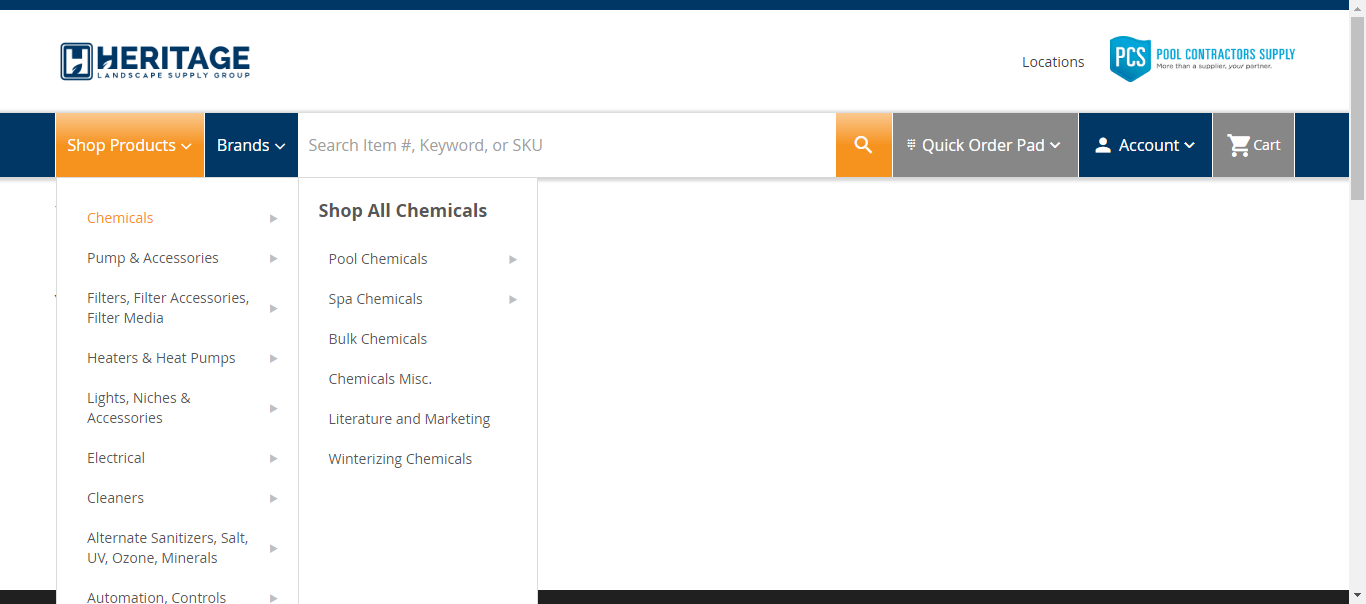 HERITAGE
LANDSCAPE SUPPLY GROUP
Locations
PCS
POOL CONTRACTORS SUPPLY
More than a supplier, your partner.
Shop Products
Brands
Search Item #, Keyword, or SKU
Quick Order Pad
Account
Cart
Chemicals
Pump & Accessories
Filters, Filter Accessories,
Filter Media
Heaters & Heat Pumps
Lights, Niches &
Accessories
Electrical
Cleaners
Alternate Sanitizers, Salt,
UV, Ozone, Minerals
Automation, Controls
Shop All Chemicals
Pool Chemicals
Spa Chemicals
Bulk Chemicals
Chemicals Misc.
Literature and Marketing
Winterizing Chemicals